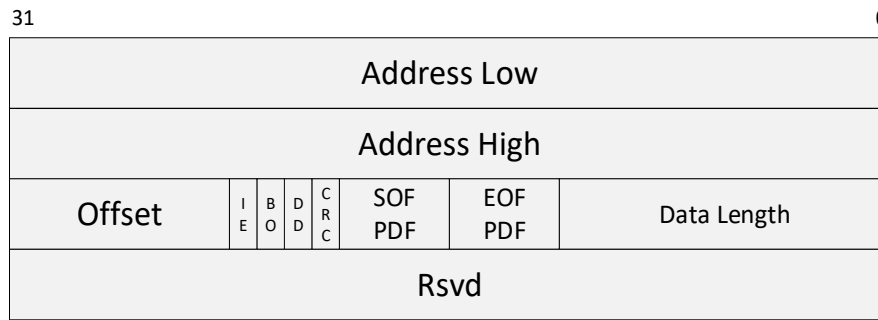 31
Address Low
Address High
Offset
I
E
B
O
D
D
C
R
C
SOF
PDF
EOF
PDF
Data Length
Rsvd